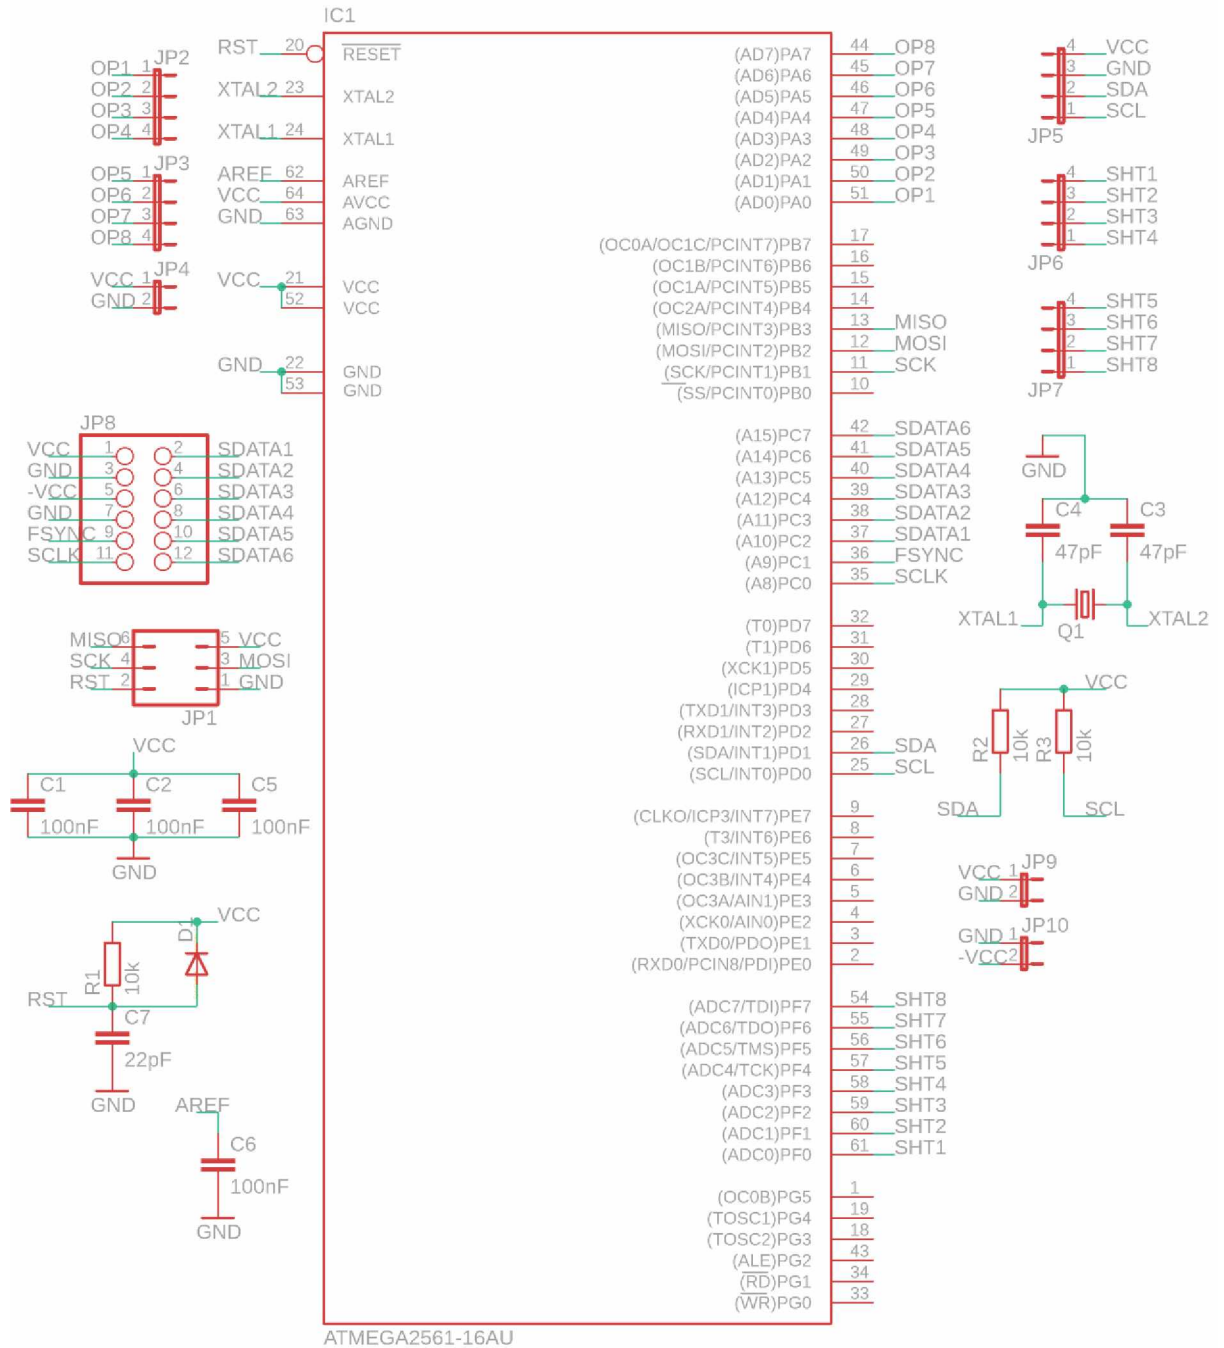 IC1
RST 20 RESET
XTAL2 23 XTAL2
XTAL1 24 XTAL1
AREF 62 AREF
VCC 64 AVCC
GND 63 AGND
VCC 21 VCC
52 VCC
GND 22 GND
53 GND
JP2
OP1 1
OP2 2
OP3 3
OP4 4
JP3
OP5 1
OP6 2
OP7 3
OP8 4
JP4
VCC 1
GND 2
JP8
VCC 1 2 SDATA1
GND 3 4 SDATA2
-VCC 5 6 SDATA3
GND 7 8 SDATA4
FSYNC 9 10 SDATA5
SCLK 11 12 SDATA6
MISO 6 5 VCC
SCK 4 3 MOSI
RST 2 1 GND
JP1
VCC
C1 C2 C5
100nF 100nF 100nF
GND
VCC
D1
R1
10k
RST
C7
22pF
GND
AREF
C6
100nF
GND
(AD7)PA7 44 OP8
(AD6)PA6 45 OP7
(AD5)PA5 46 OP6
(AD4)PA4 47 OP5
(AD3)PA3 48 OP4
(AD2)PA2 49 OP3
(AD1)PA1 50 OP2
(AD0)PA0 51 OP1
(OC0A/OC1C/PCINT7)PB7 17
(OC1B/PCINT6)PB6 16
(OC1A/PCINT5)PB5 15
(OC2A/PCINT4)PB4 14
(MISO/PCINT3)PB3 13 MISO
(MOSI/PCINT2)PB2 12 MOSI
(SCK/PCINT1)PB1 11 SCK
(SS/PCINT0)PB0 10
(A15)PC7 42 SDATA6
(A14)PC6 41 SDATA5
(A13)PC5 40 SDATA4
(A12)PC4 39 SDATA3
(A11)PC3 38 SDATA2
(A10)PC2 37 SDATA1
(A9)PC1 36 FSYNC
(A8)PC0 35 SCLK
(T0)PD7 32
(T1)PD6 31
(XCK1)PD5 30
(ICP1)PD4 29
(TXD1/INT3)PD3 28
(RXD1/INT2)PD2 27
(SDA/INT1)PD1 26 SDA
(SCL/INT0)PD0 25 SCL
(CLKO/ICP3/INT7)PE7 9
(T3/INT6)PE6 8
(OC3C/INT5)PE5 7
(OC3B/INT4)PE4 6
(OC3A/AIN1)PE3 5
(XCK0/AIN0)PE2 4
(TXD0/PDO)PE1 3
(RXD0/PCIN8/PDI)PE0 2
(ADC7/TDI)PF7 54 SHT8
(ADC6/TDO)PF6 55 SHT7
(ADC5/TMS)PF5 56 SHT6
(ADC4/TCK)PF4 57 SHT5
(ADC3)PF3 58 SHT4
(ADC2)PF2 59 SHT3
(ADC1)PF1 60 SHT2
(ADC0)PF0 61 SHT1
(OC0B)PG5 1
(TOSC1)PG4 19
(TOSC2)PG3 18
(ALE)PG2 43
(RD)PG1 34
(WR)PG0 33
ATMEGA2561-16AU
4 VCC
3 GND
2 SDA
1 SCL
JP5
4 SHT1
3 SHT2
2 SHT3
1 SHT4
JP6
4 SHT5
3 SHT6
2 SHT7
1 SHT8
JP7
GND
C4 C3
47pF 47pF
XTAL1 Q1 XTAL2
VCC
R2 10k R3 10k
SDA SCL
JP9
VCC 1
GND 2
JP10
GND 1
-VCC 2